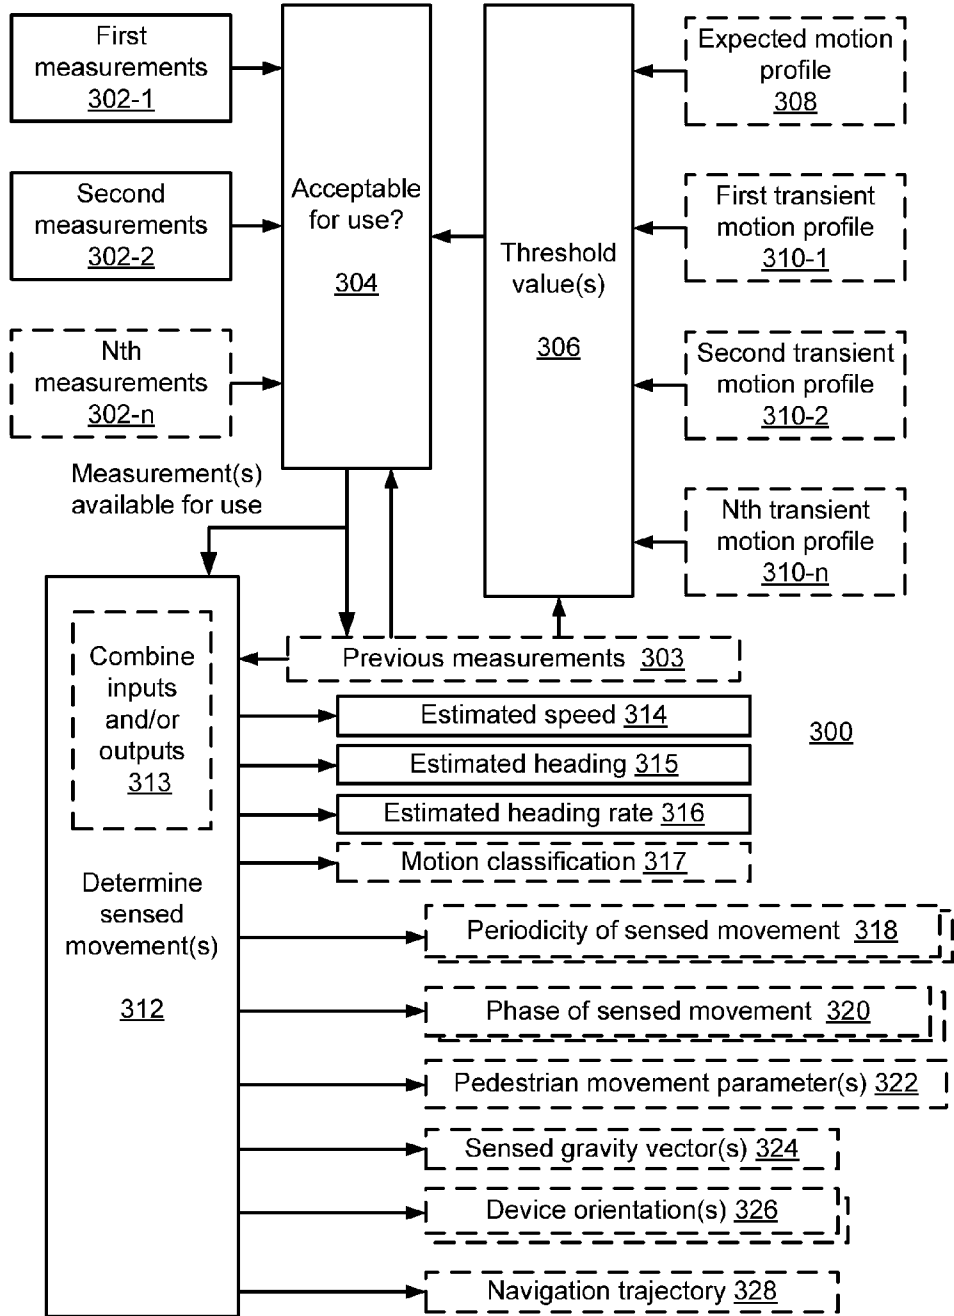 First
measurements
302-1
Second
measurements
302-2
Nth
measurements
302-n
Acceptable
for use?
304
Threshold
value(s)
306
Expected motion
profile
308
First transient
motion profile
310-1
Second transient
motion profile
310-2
Nth transient
motion profile
310-n
Measurement(s)
available for use
Previous measurements 303
Combine
inputs
and/or
outputs
313
Determine
sensed
movement(s)
312
Estimated speed 314
Estimated heading 315
Estimated heading rate 316
Motion classification 317
300
Periodicity of sensed movement 318
Phase of sensed movement 320
Pedestrian movement parameter(s) 322
Sensed gravity vector(s) 324
Device orientation(s) 326
Navigation trajectory 328